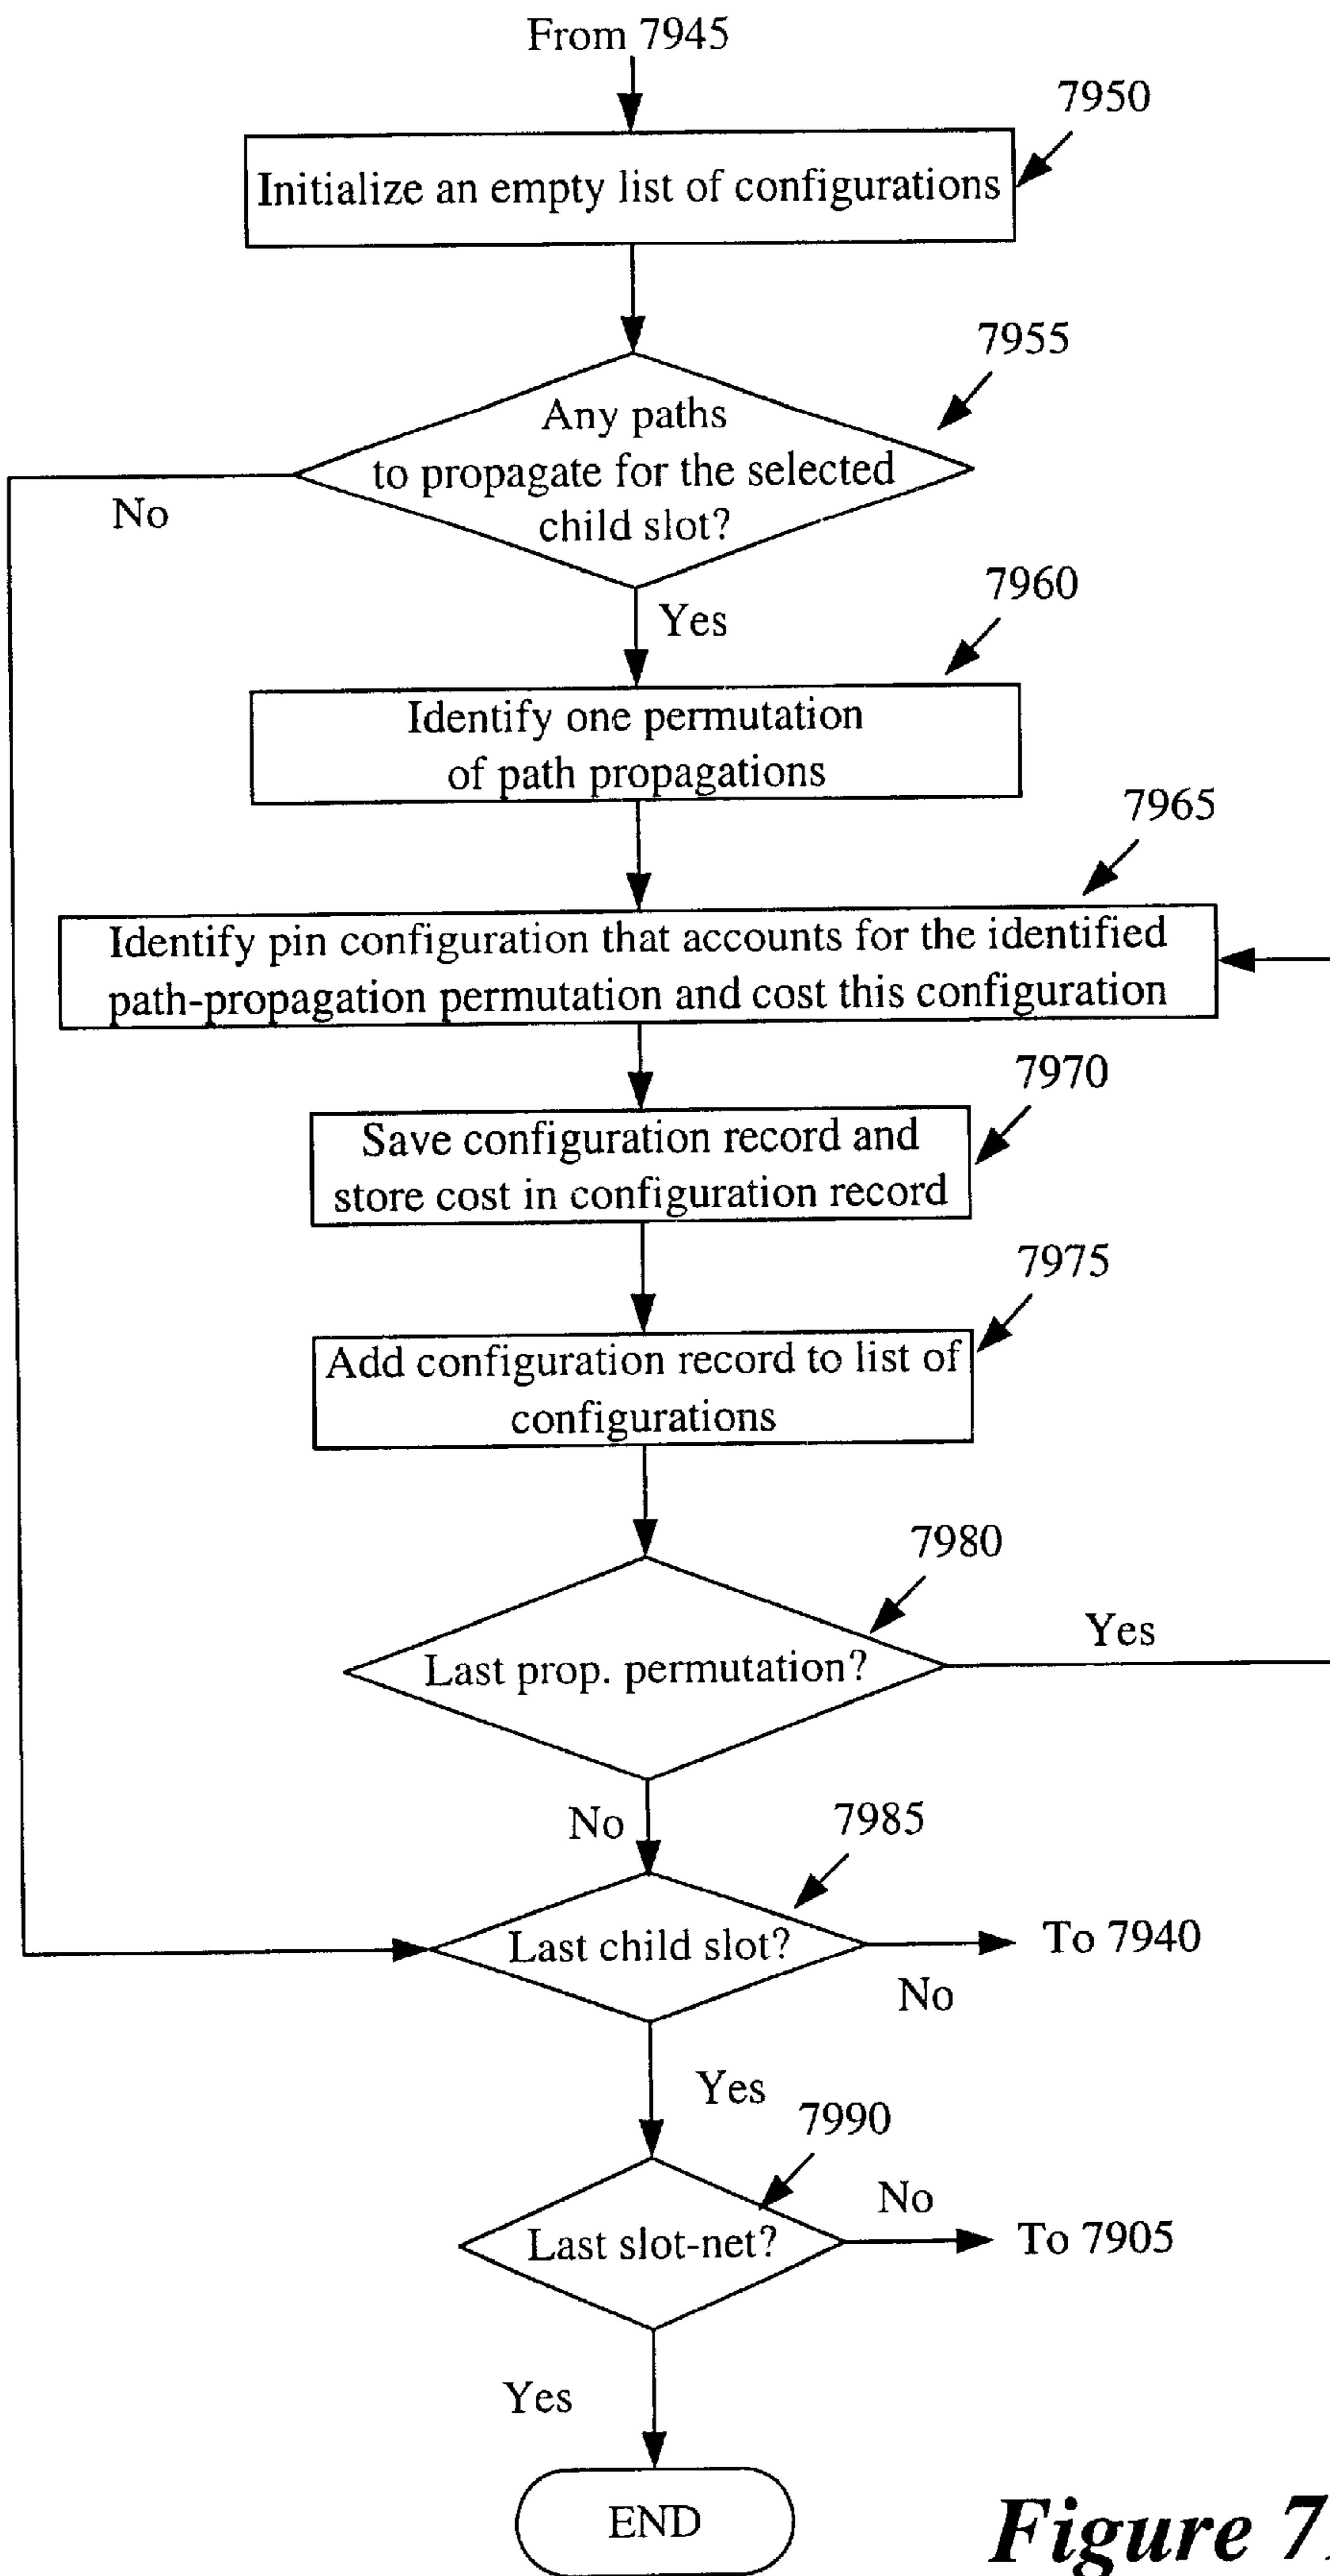 From 7945
7950
Initialize an empty list of configurations
7955
Any paths
to propagate for the selected
child slot?
No
7960
Yes
Identify one permutation
of path propagations
7965
Identify pin configuration that accounts for the identified
path-propagation permutation and cost this configuration
7970
Save configuration record and
store cost in configuration record
7975
Add configuration record to list of
configurations
7980
Yes
Last prop. permutation?
No
7985
Last child slot?
To 7940
No
Yes
7990
No
Last slot-net?
To 7905
Yes
END
Figure